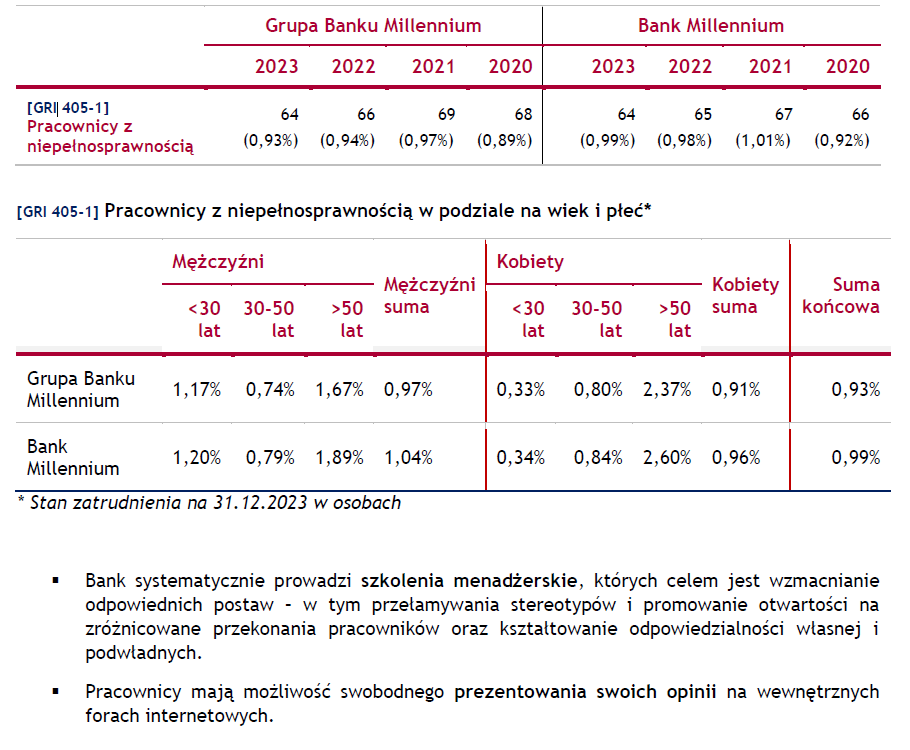 Grupa Banku Millennium Bank Millennium
2023 2022 2021 2020 2023 2022 2021 2020
[GRI 405-1] 64 66 69 68 64 65 67 66
Pracownicy z
niepełnosprawnością (0,93%) (0,94%) (0,97%) (0,89%) (0,99%) (0,98%) (1,01%) (0,92%)
[GRI 405-1] Pracownicy z niepełnosprawnością w podziale na wiek i płeć*
Mężczyźni Mężczyźni suma Kobiety Kobiety suma Suma końcowa
<30 lat 30-50 lat >50 lat <30 lat 30-50 lat >50 lat
Grupa Banku
Millennium 1,17% 0,74% 1,67% 0,97% 0,33% 0,80% 2,37% 0,91% 0,93%
Bank
Millennium 1,20% 0,79% 1,89% 1,04% 0,34% 0,84% 2,60% 0,96% 0,99%
* Stan zatrudnienia na 31.12.2023 w osobach
▪ Bank systematycznie prowadzi szkolenia menadżerskie, których celem jest wzmacnianie
odpowiednich postaw – w tym przełamywania stereotypów i promowanie otwartości na
zróżnicowane przekonania pracowników oraz kształtowanie odpowiedzialności własnej i
podwładnych.
▪ Pracownicy mają możliwość swobodnego prezentowania swoich opinii na wewnętrznych
forach internetowych.